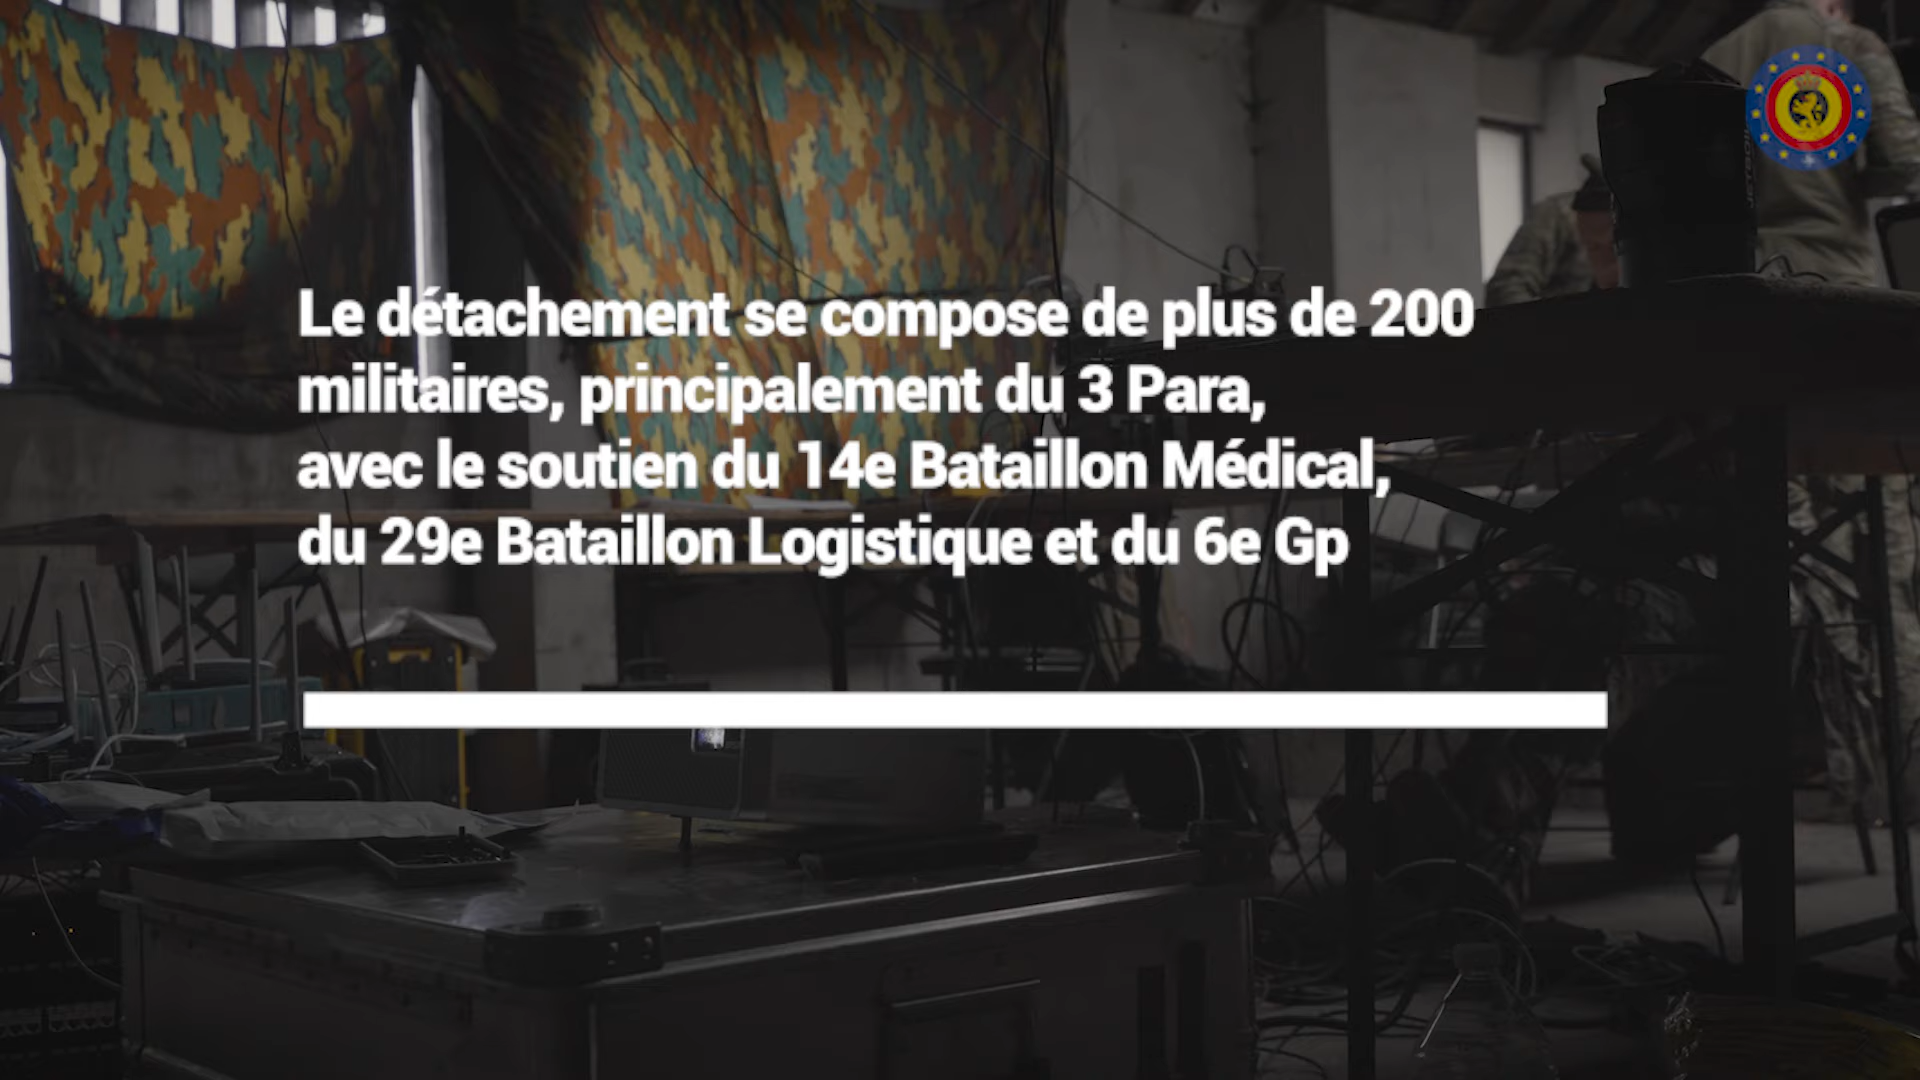 Le détachement se compose de plus de 200
militaires, principalement du 3 Para,
avec le soutien du 14e Bataillon Médical,
du 29e Bataillon Logistique et du 6e Gp